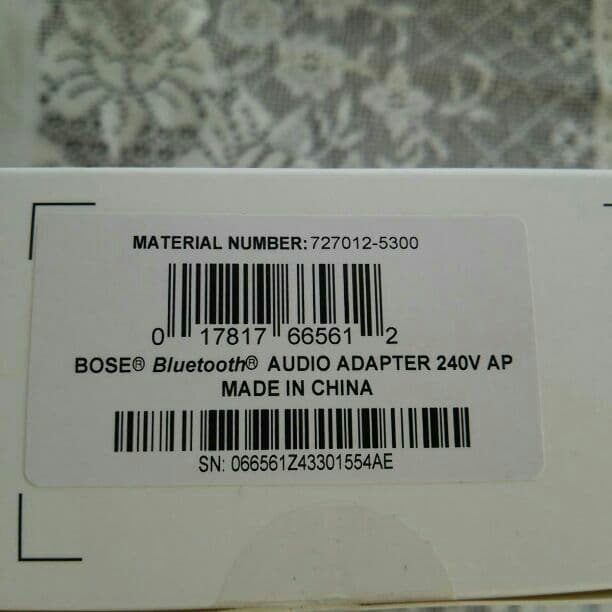 MATERIAL NUMBER:727012-5300
0 17817 66561 2
BOSE® Bluetooth® AUDIO ADAPTER 240V AP
MADE IN CHINA
SN: 066561Z43301554AE